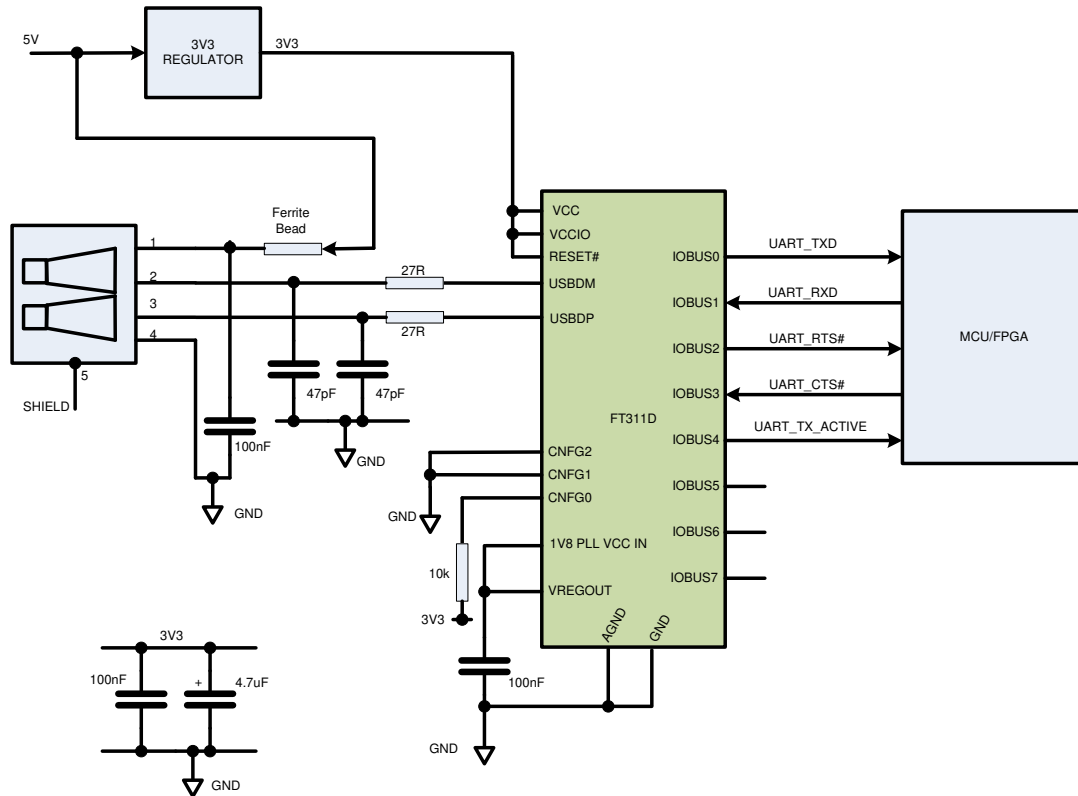 5V
3V3
REGULATOR
3V3
Ferrite
Bead
1
2
3
4
5
SHIELD
27R
27R
47pF
47pF
100nF
GND
GND
VCC
VCCIO
RESET#
USBDM
USBDP
FT311D
CNFG2
CNFG1
CNFG0
1V8 PLL VCC IN
VREGOUT
AGND
GND
IOBUS0
IOBUS1
IOBUS2
IOBUS3
IOBUS4
IOBUS5
IOBUS6
IOBUS7
UART_TXD
UART_RXD
UART_RTS#
UART_CTS#
UART_TX_ACTIVE
MCU/FPGA
GND
10k
3V3
100nF
GND
3V3
100nF
+
4.7uF
GND